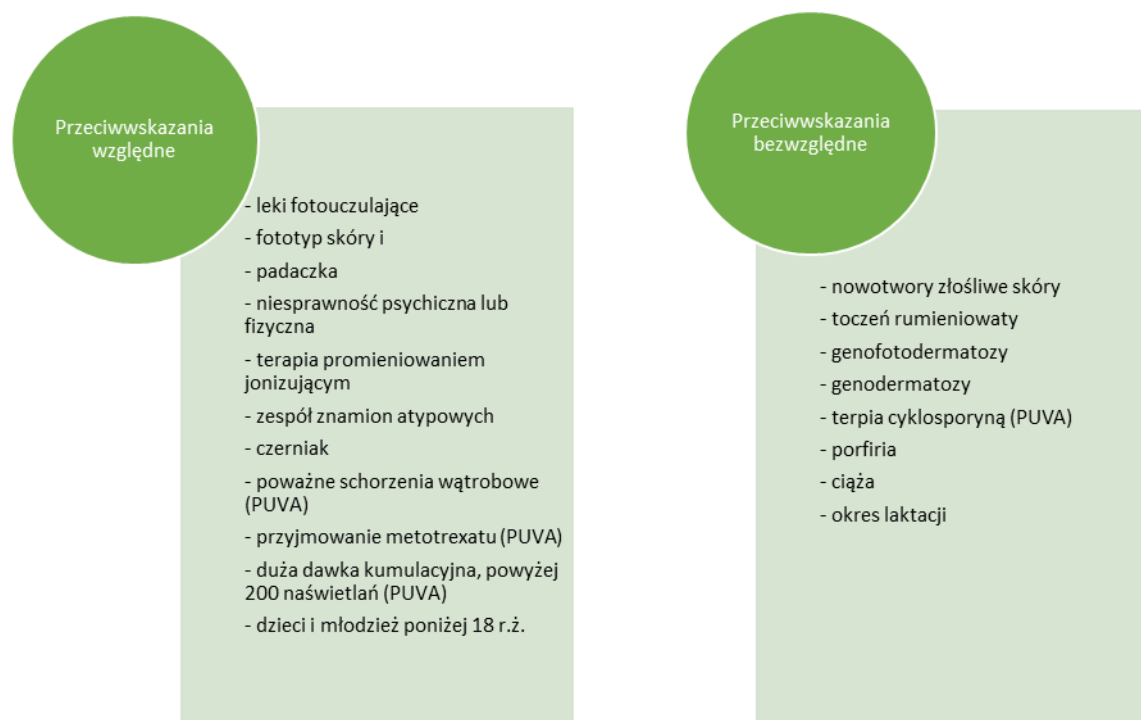 Przeciwwskazania
względne
- leki fotouczulające
- fototyp skóry i
- padaczka
- niesprawność psychiczna lub
fizyczna
- terapia promieniowaniem
jonizującym
- zespół znamion atypowych
- czerniak
- poważne schorzenia wątrobowe
(PUVA)
- przyjmowanie metotrexatu (PUVA)
- duża dawka kumulacyjna, powyżej
200 naświetlań (PUVA)
- dzieci i młodzież poniżej 18 r.ż.
Przeciwwskazania
bezwzględne
- nowotwory złośliwe skóry
- toczeń rumieniowaty
- genofotodermatozy
- genodermatozy
- terpia cyklosporyną (PUVA)
- porfiria
- ciąża
- okres laktacji